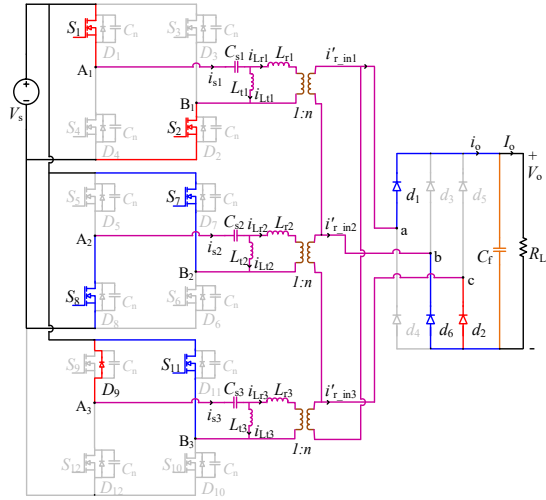 S1 D1 Cn S3 D3 Cn
Cs1 iLr1 Lr1 i'r_in1
A1 is1 Lt1 iLt1
Vs B1 1:n
S4 D4 Cn S2 D2 Cn
io Io
S5 D5 Cn S7 D7 Cn
d1 d3 d5 + Vo
Cs2 iLr2 Lr2 i'r_in2
A2 is2 Lt2 iLt2
a b c Cf RL
B2 1:n
S8 D8 Cn S6 D6 Cn
d4 d6 d2 -
S9 D9 Cn S11 D11 Cn
Cs3 iLr3 Lr3 i'r_in3
A3 is3 Lt3 iLt3
B3 1:n
S12 D12 Cn S10 D10 Cn